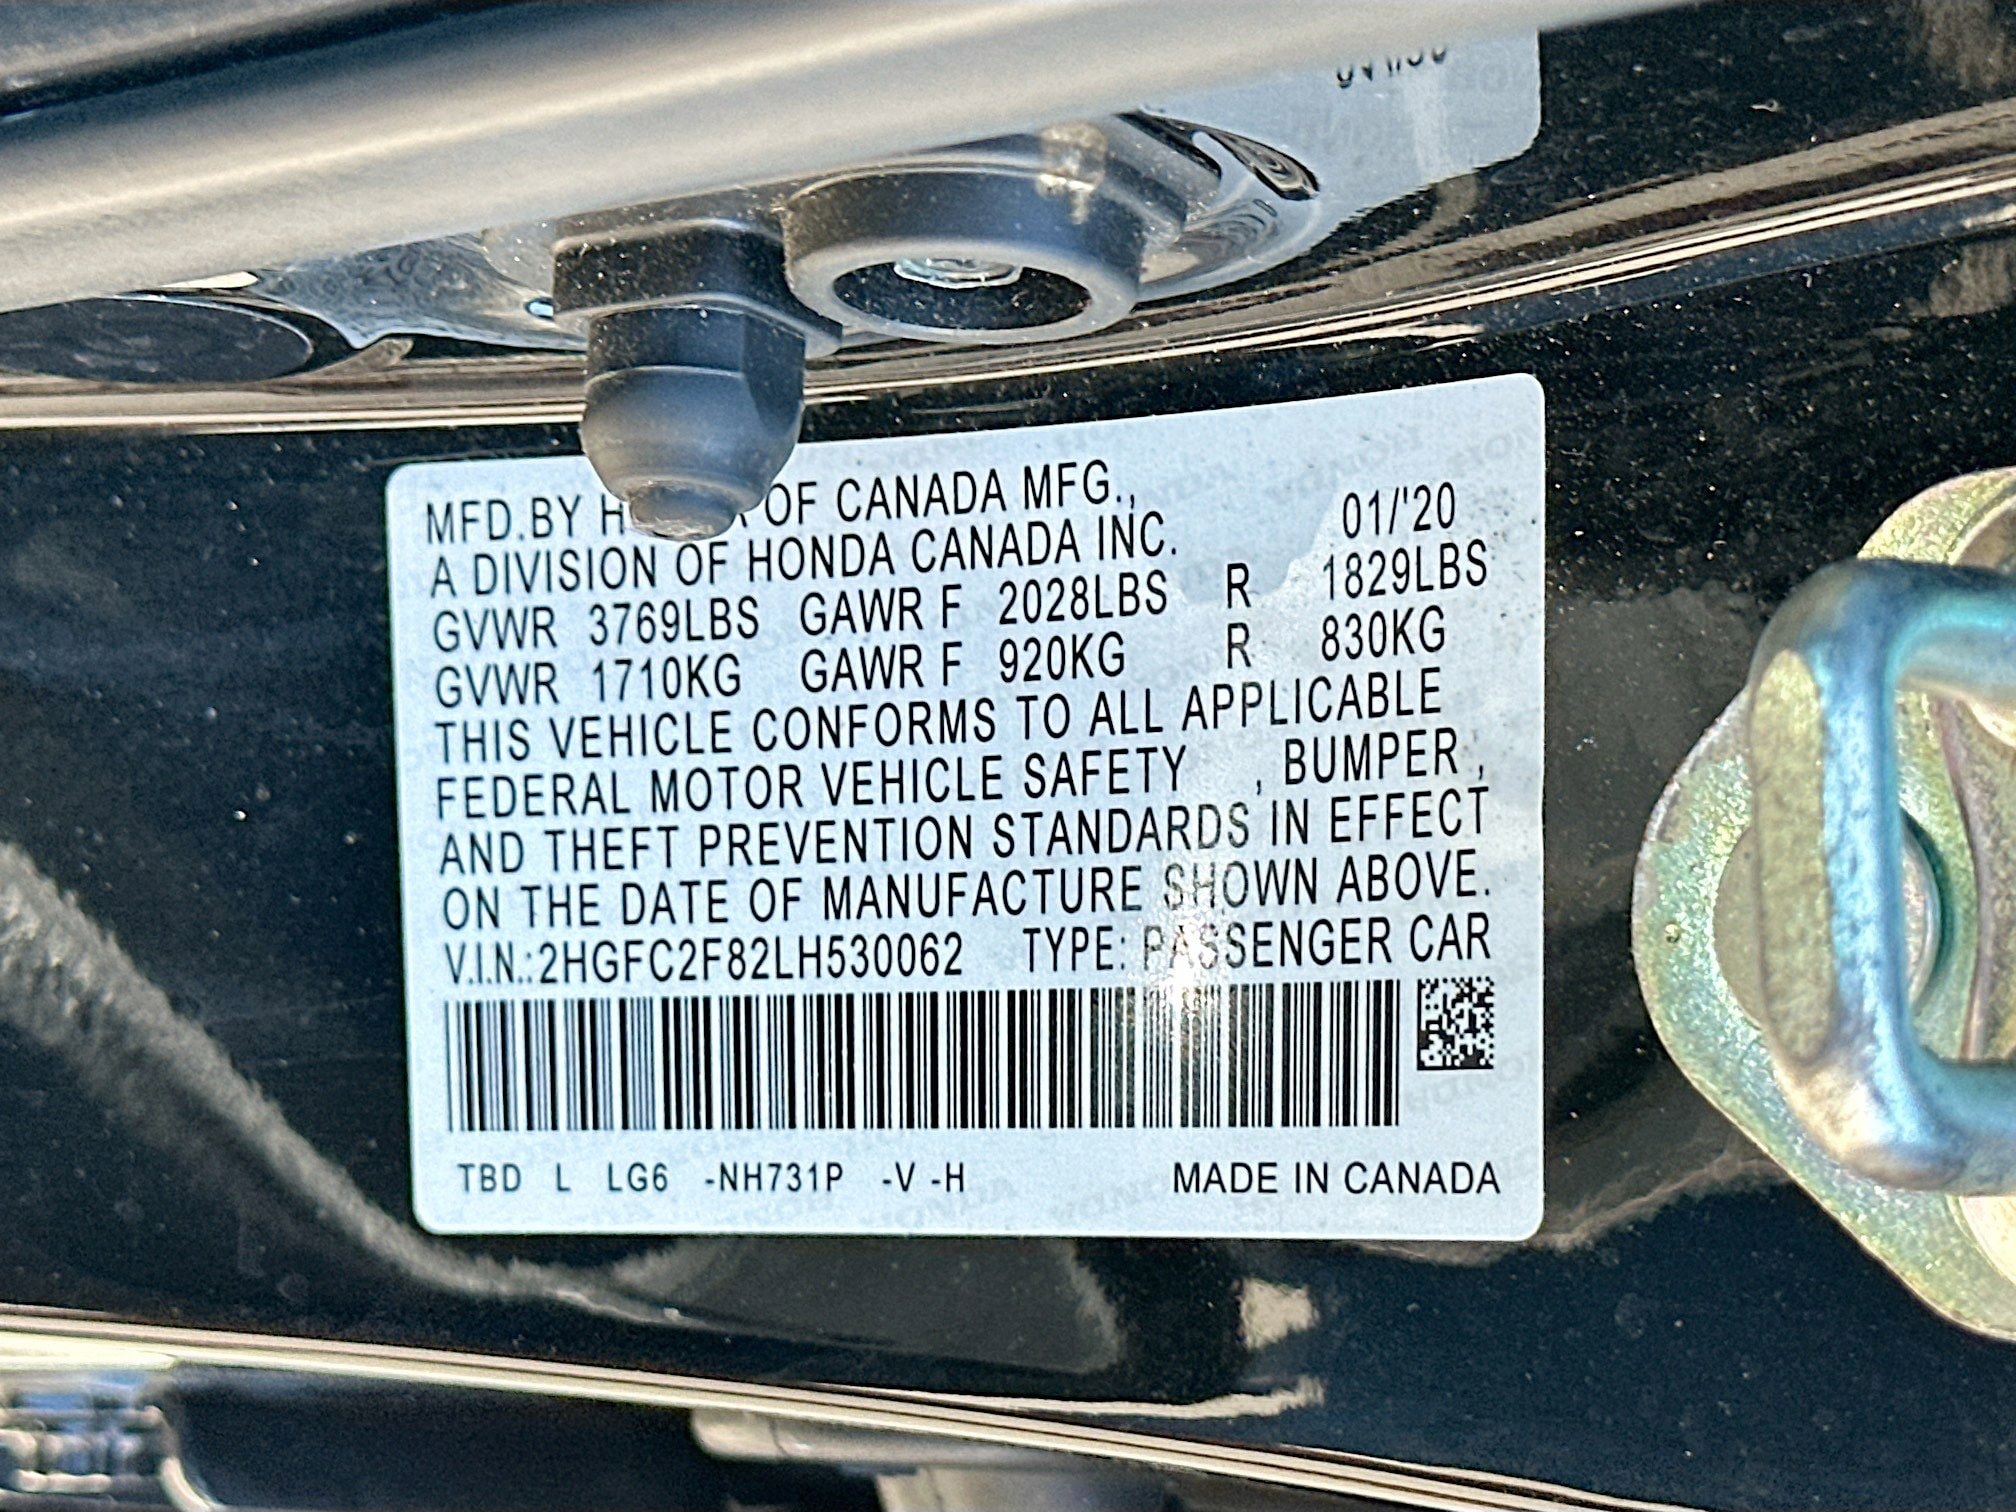 MFD.BY H A OF CANADA MFG., 01/'20
A DIVISION OF HONDA CANADA INC.
GVWR 3769LBS GAWR F 2028LBS R 1829LBS
GVWR 1710KG GAWR F 920KG R 830KG
THIS VEHICLE CONFORMS TO ALL APPLICABLE
FEDERAL MOTOR VEHICLE SAFETY , BUMPER ,
AND THEFT PREVENTION STANDARDS IN EFFECT
ON THE DATE OF MANUFACTURE SHOWN ABOVE.
V.I.N.:2HGFC2F82LH530062 TYPE: PASSENGER CAR
TBD L LG6 -NH731P -V -H MADE IN CANADA